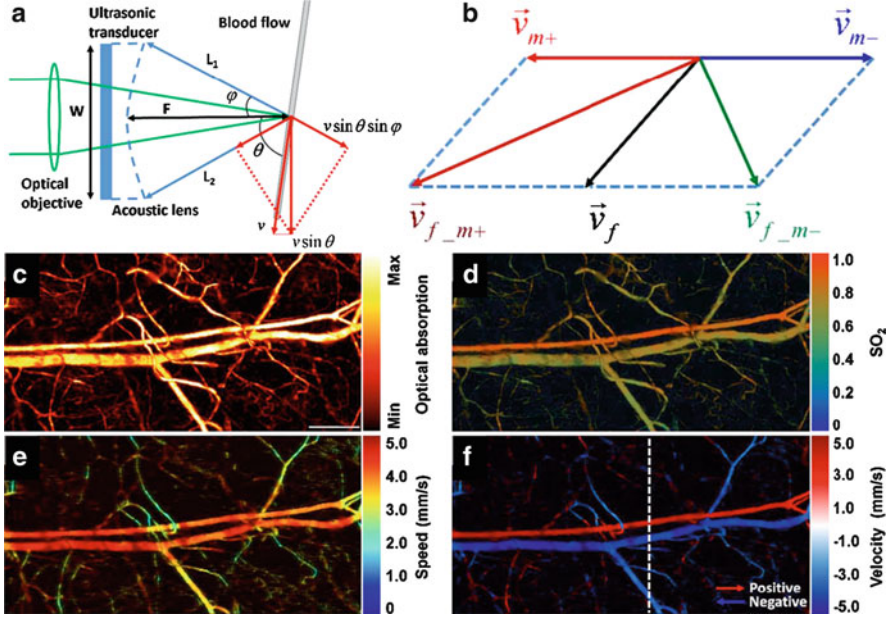 a
Ultrasonic
transducer
Blood flow
L1
W
F
φ
θ
v sin θ sin φ
L2
Optical
objective
Acoustic lens
v
v sin θ
b
v⃗ m+
v⃗ m−
v⃗ f_m+
v⃗ f
v⃗ f_m−
c
Max
Optical absorption
Min
d
1.0
0.8
0.6
0.4
0.2
0
SO2
e
5.0
4.0
3.0
2.0
1.0
0
Speed (mm/s)
f
Positive
Negative
5.0
3.0
1.0
-1.0
-3.0
-5.0
Velocity (mm/s)